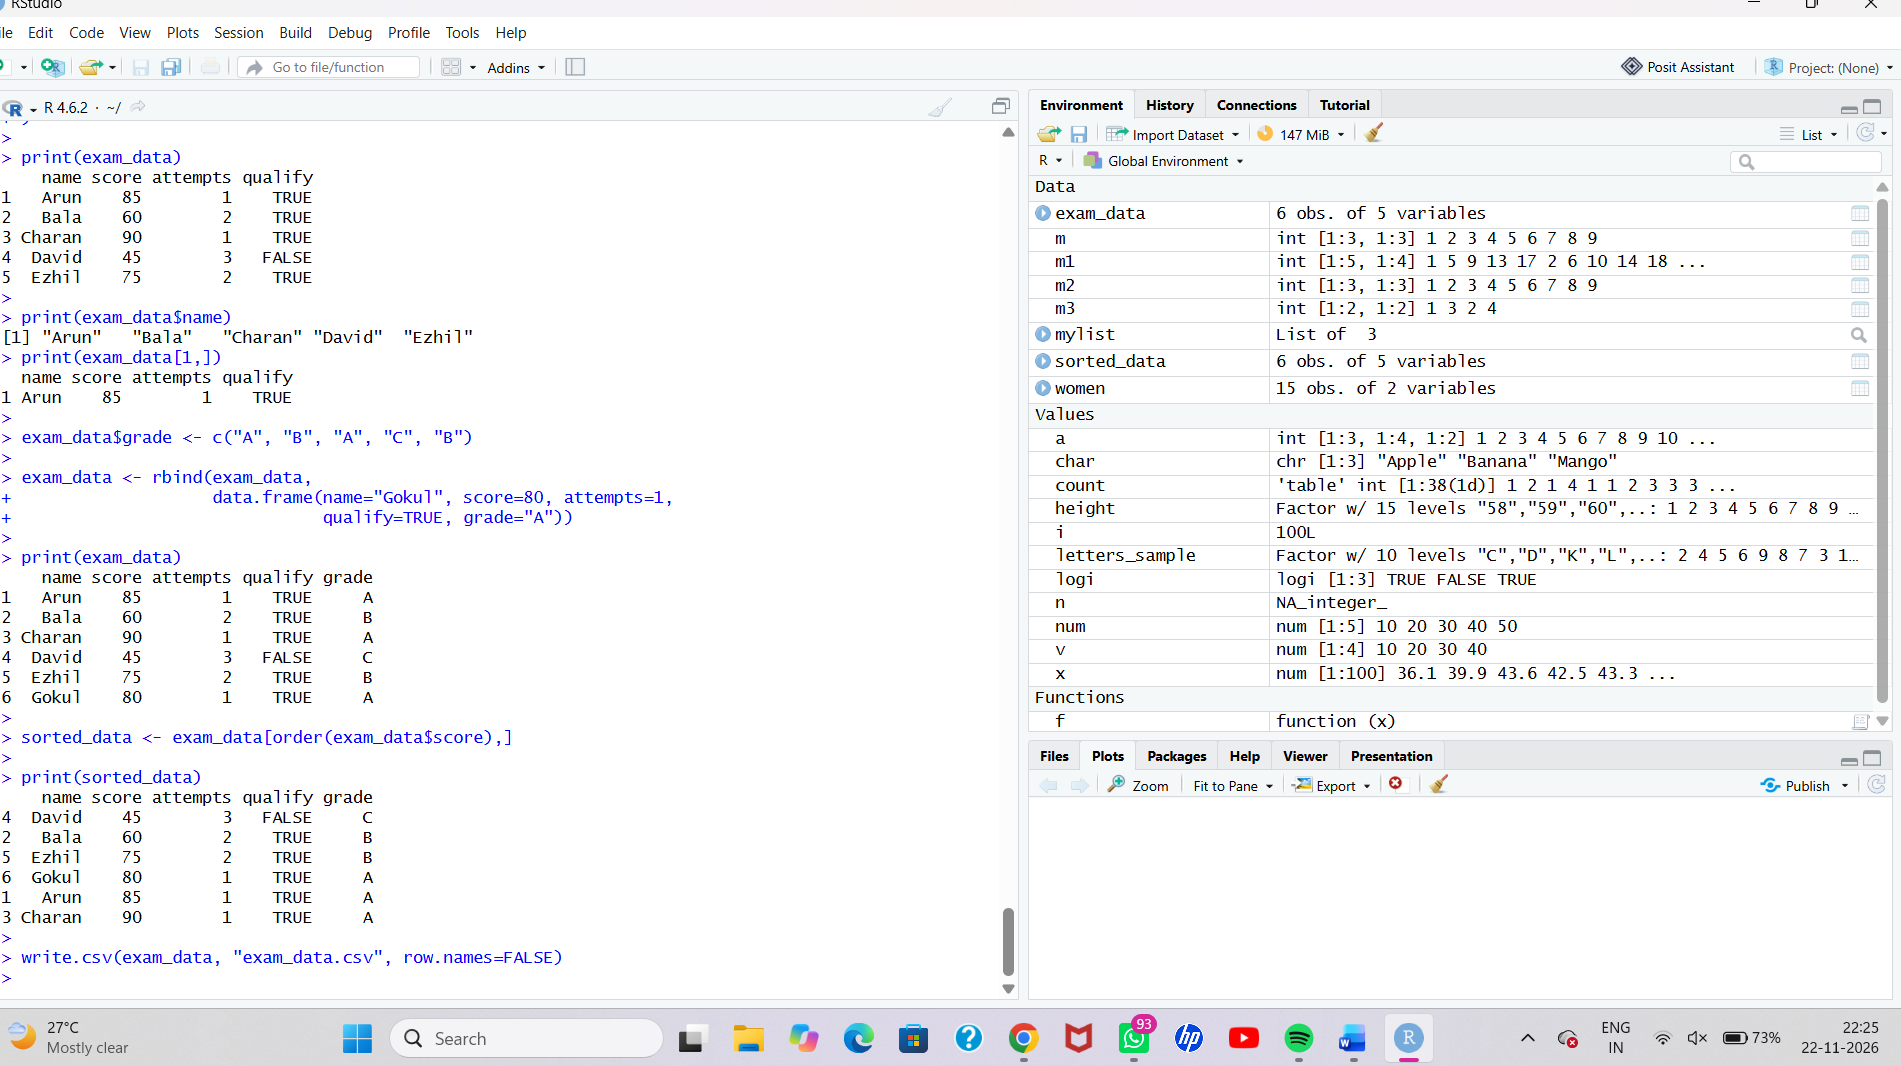 RStudio
Edit Code View Plots Session Build Debug Profile Tools Help
Go to file/function
Addins
Posit Assistant
Project: (None)
R 4.6.2 · ~/
>
> print(exam_data)
name score attempts qualify
1 Arun 85 1 TRUE
2 Bala 60 2 TRUE
3 Charan 90 1 TRUE
4 David 45 3 FALSE
5 Ezhil 75 2 TRUE
>
> print(exam_data$name)
[1] "Arun" "Bala" "Charan" "David" "Ezhil"
> print(exam_data[1,])
name score attempts qualify
1 Arun 85 1 TRUE
>
> exam_data$grade <- c("A", "B", "A", "C", "B")
>
> exam_data <- rbind(exam_data,
+ data.frame(name="Gokul", score=80, attempts=1,
+ qualify=TRUE, grade="A"))
>
> print(exam_data)
name score attempts qualify grade
1 Arun 85 1 TRUE A
2 Bala 60 2 TRUE B
3 Charan 90 1 TRUE A
4 David 45 3 FALSE C
5 Ezhil 75 2 TRUE B
6 Gokul 80 1 TRUE A
>
> sorted_data <- exam_data[order(exam_data$score),]
>
> print(sorted_data)
name score attempts qualify grade
4 David 45 3 FALSE C
2 Bala 60 2 TRUE B
5 Ezhil 75 2 TRUE B
6 Gokul 80 1 TRUE A
1 Arun 85 1 TRUE A
3 Charan 90 1 TRUE A
>
> write.csv(exam_data, "exam_data.csv", row.names=FALSE)
>
Environment History Connections Tutorial
Import Dataset 147 MiB List
R Global Environment
Data
exam_data 6 obs. of 5 variables
m int [1:3, 1:3] 1 2 3 4 5 6 7 8 9
m1 int [1:5, 1:4] 1 5 9 13 17 2 6 10 14 18 ...
m2 int [1:3, 1:3] 1 2 3 4 5 6 7 8 9
m3 int [1:2, 1:2] 1 3 2 4
mylist List of 3
sorted_data 6 obs. of 5 variables
women 15 obs. of 2 variables
Values
a int [1:3, 1:4, 1:2] 1 2 3 4 5 6 7 8 9 10 ...
char chr [1:3] "Apple" "Banana" "Mango"
count 'table' int [1:38(1d)] 1 2 1 4 1 1 2 3 3 3 ...
height Factor w/ 15 levels "58","59","60",..: 1 2 3 4 5 6 7 8 9 …
i 100L
letters_sample Factor w/ 10 levels "C","D","K","L",..: 2 4 5 6 9 8 7 3 1…
logi logi [1:3] TRUE FALSE TRUE
n NA_integer_
num num [1:5] 10 20 30 40 50
v num [1:4] 10 20 30 40
x num [1:100] 36.1 39.9 43.6 42.5 43.3 ...
Functions
f function (x)
Files Plots Packages Help Viewer Presentation
Zoom Fit to Pane Export Publish
27°C
Mostly clear
Search
93
hp
W
R
ENG
IN
73%
22:25
22-11-2026